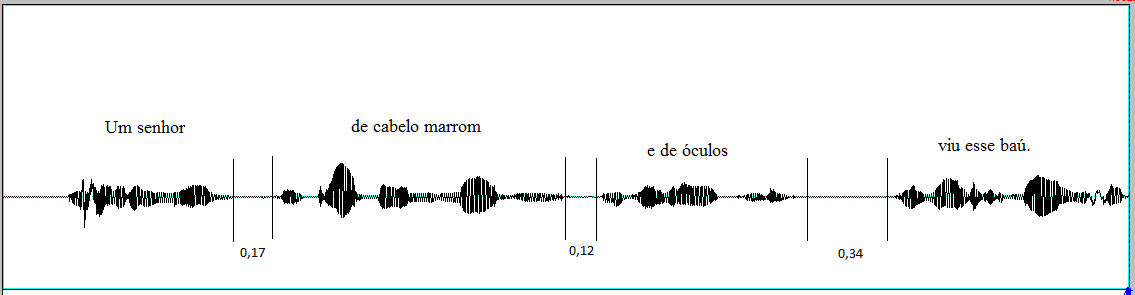 Um senhor
de cabelo marrom
e de óculos
viu esse baú.
0,17
0,12
0,34